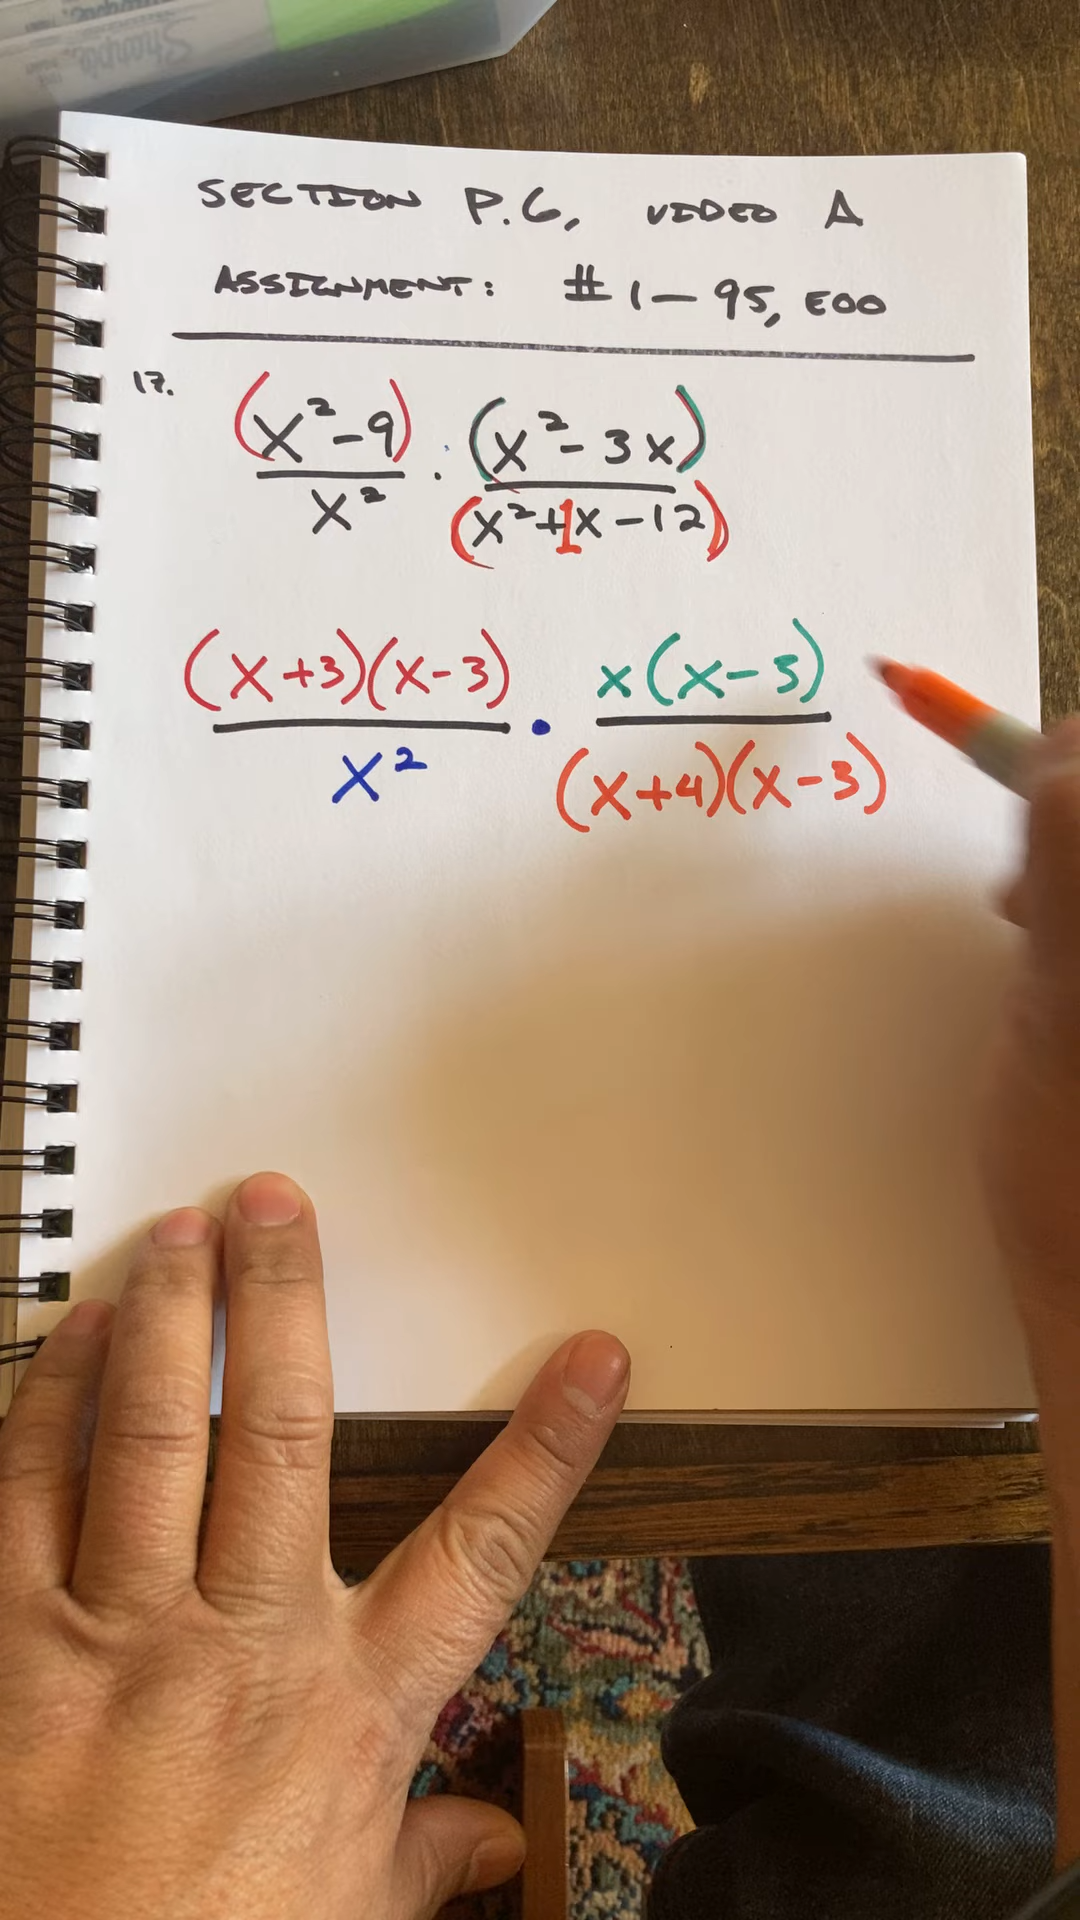 Sharpie
SECTION P.6, VIDEO A
ASSIGNMENT: # 1—95, EOO
17. (x²-9) · (x²-3x)
x² (x²+1x-12)
(x+3)(x-3) · x(x-3)
x² (x+4)(x-3)